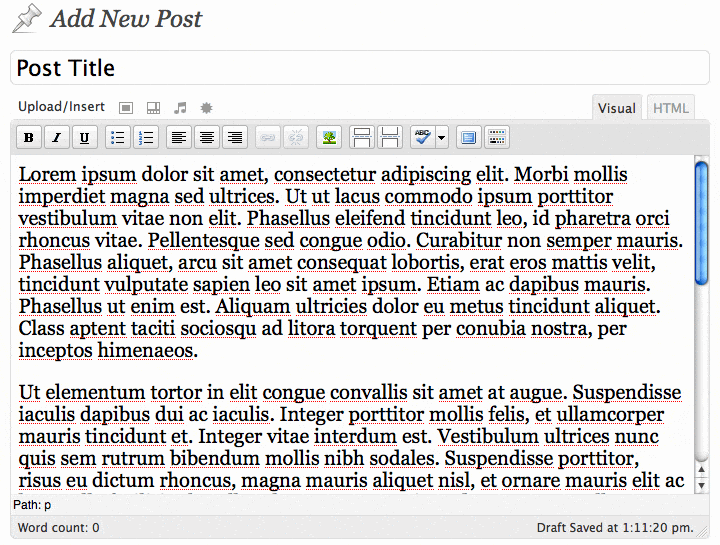 Add New Post
Post Title
Upload/Insert
Visual HTML
B I U ABC
Lorem ipsum dolor sit amet, consectetur adipiscing elit. Morbi mollis
imperdiet magna sed ultrices. Ut ut lacus commodo ipsum porttitor
vestibulum vitae non elit. Phasellus eleifend tincidunt leo, id pharetra orci
rhoncus vitae. Pellentesque sed congue odio. Curabitur non semper mauris.
Phasellus aliquet, arcu sit amet consequat lobortis, erat eros mattis velit,
tincidunt vulputate sapien leo sit amet ipsum. Etiam ac dapibus mauris.
Phasellus ut enim est. Aliquam ultricies dolor eu metus tincidunt aliquet.
Class aptent taciti sociosqu ad litora torquent per conubia nostra, per
inceptos himenaeos.
Ut elementum tortor in elit congue convallis sit amet at augue. Suspendisse
iaculis dapibus dui ac iaculis. Integer porttitor mollis felis, et ullamcorper
mauris tincidunt et. Integer vitae interdum est. Vestibulum ultrices nunc
quis sem rutrum bibendum mollis nibh sodales. Suspendisse porttitor,
risus eu dictum rhoncus, magna mauris aliquet nisl, et ornare mauris elit ac
Path: p
Word count: 0
Draft Saved at 1:11:20 pm.